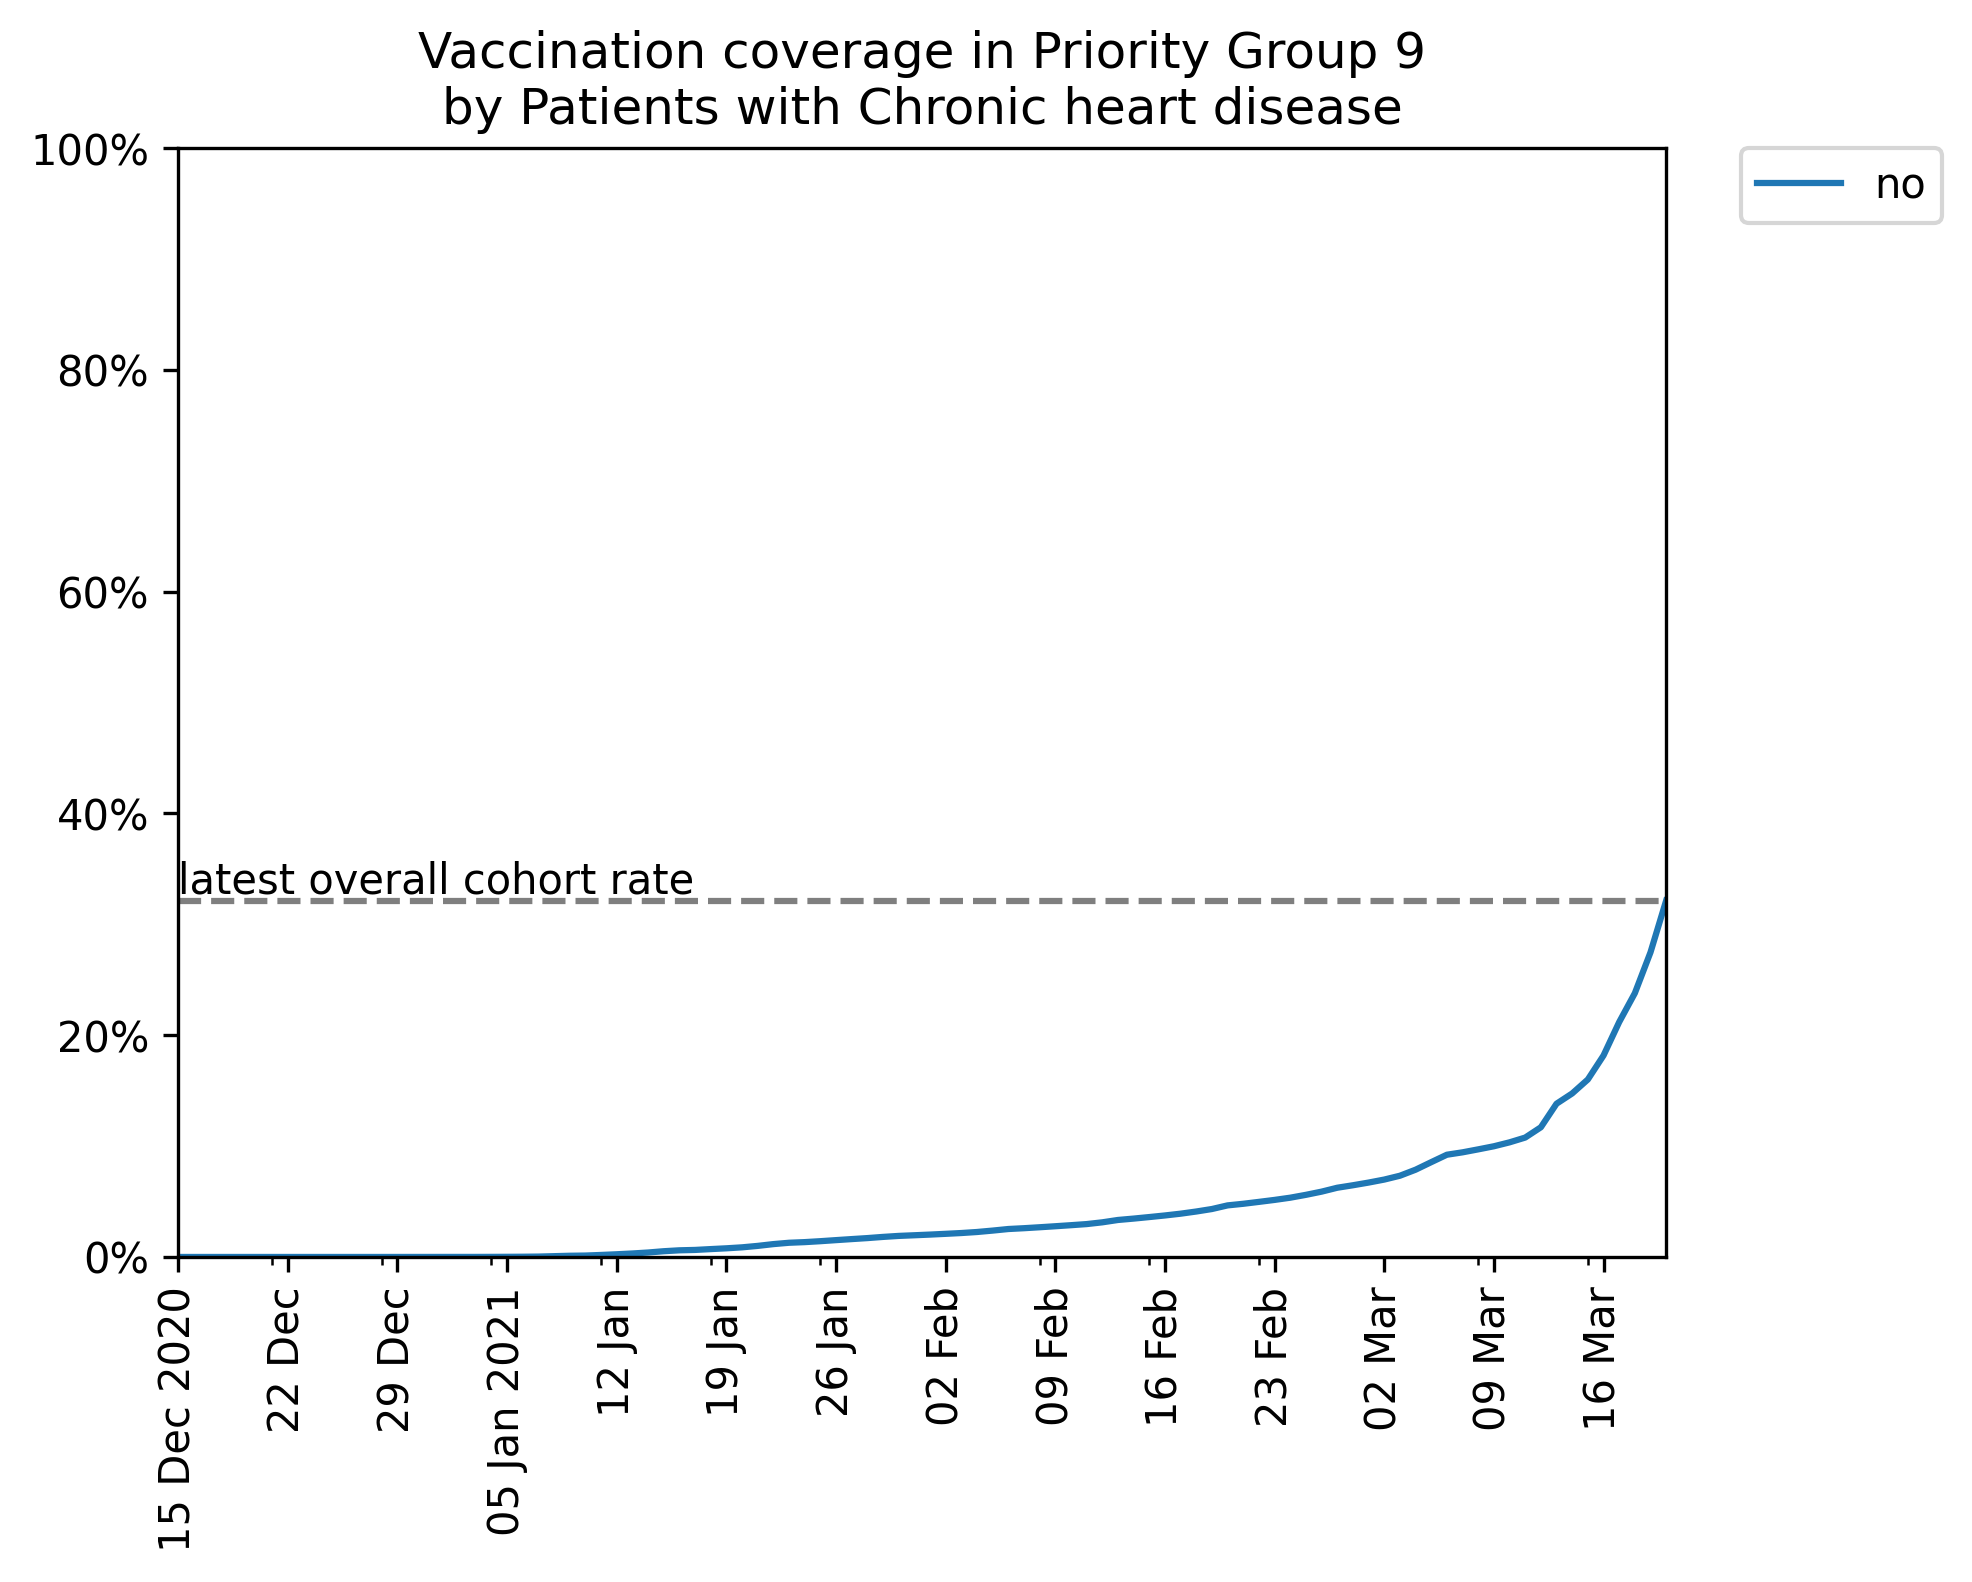 Vaccination coverage in Priority Group 9
by Patients with Chronic heart disease
100%
80%
60%
40%
20%
0%
latest overall cohort rate
no
15 Dec 2020
22 Dec
29 Dec
05 Jan 2021
12 Jan
19 Jan
26 Jan
02 Feb
09 Feb
16 Feb
23 Feb
02 Mar
09 Mar
16 Mar